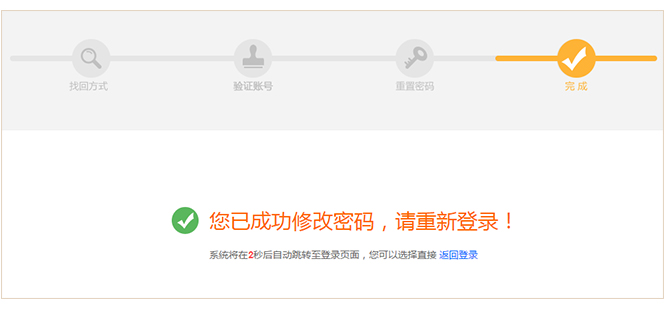 找回方式 验证账号 重置密码 完 成
您已成功修改密码，请重新登录！
系统将在2秒后自动跳转至登录页面，您可以选择直接 返回登录